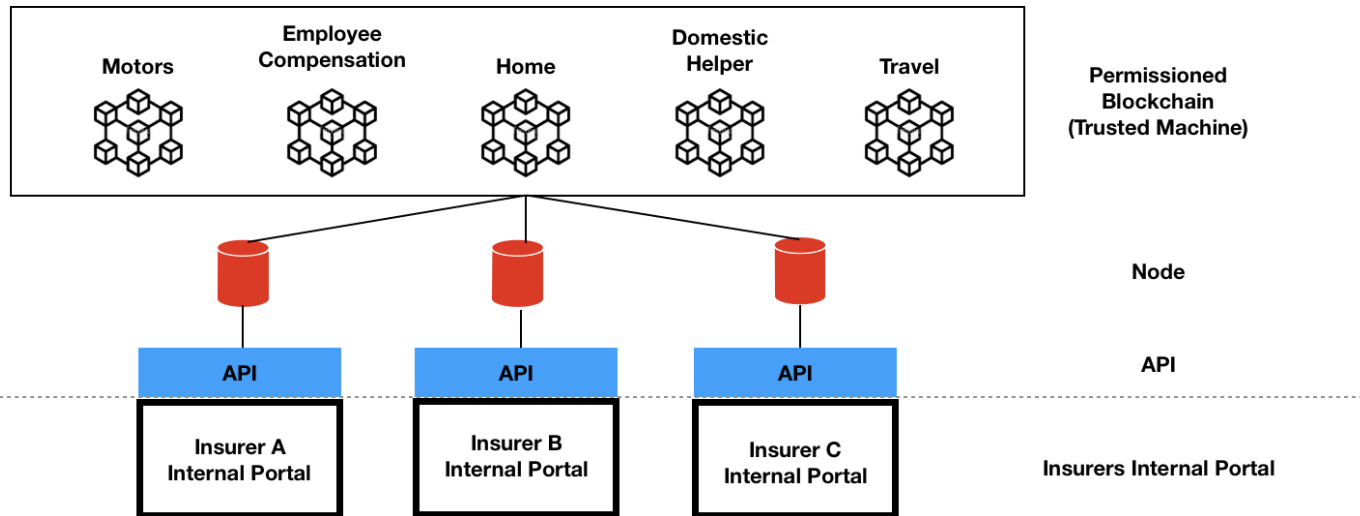 Motors
Employee
Compensation
Home
Domestic
Helper
Travel
Permissioned
Blockchain
(Trusted Machine)
Node
API
API
API
API
Insurer A
Internal Portal
Insurer B
Internal Portal
Insurer C
Internal Portal
Insurers Internal Portal